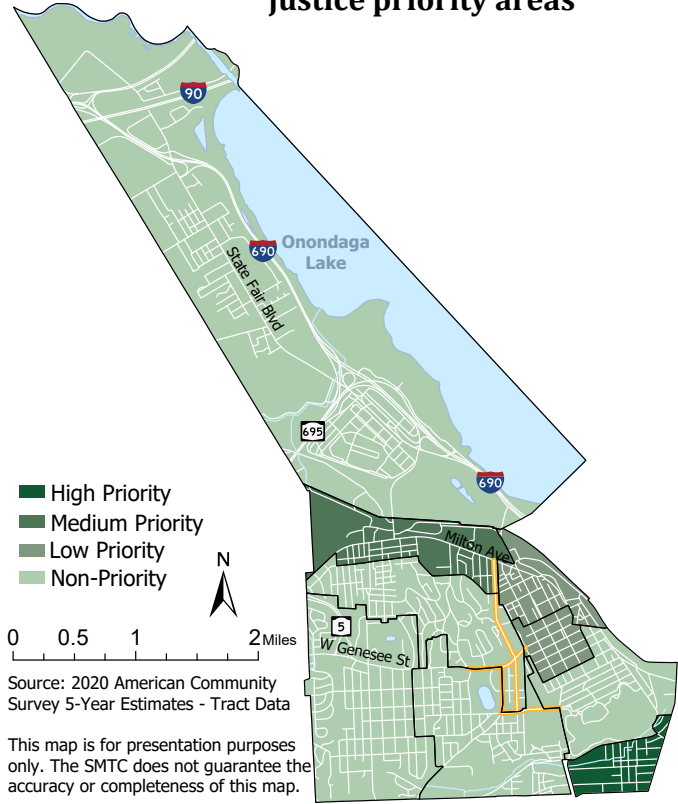 justice priority areas
90
690
Onondaga
Lake
State Fair Blvd
695
690
High Priority
Medium Priority
Low Priority
Non-Priority
N
Milton Ave
5
W Genesee St
0 0.5 1 2 Miles
Source: 2020 American Community
Survey 5-Year Estimates - Tract Data
This map is for presentation purposes
only. The SMTC does not guarantee the
accuracy or completeness of this map.